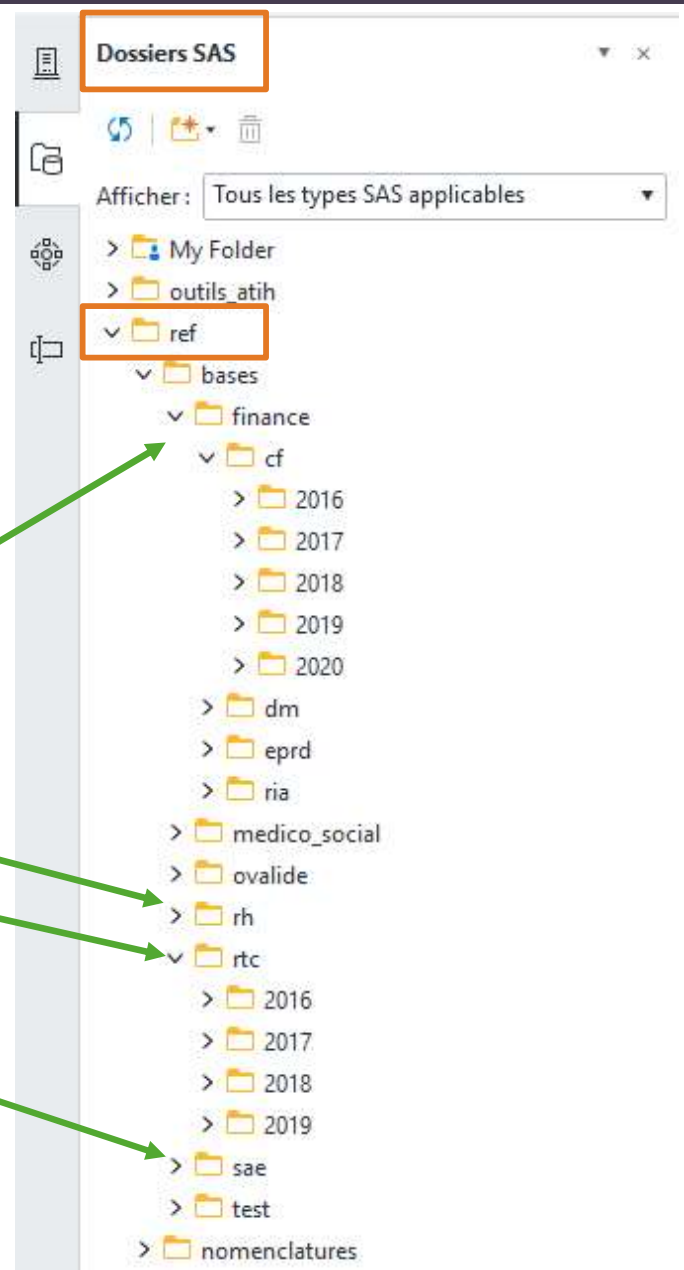 Dossiers SAS
Afficher : Tous les types SAS applicables
My Folder
outils_atih
ref
bases
finance
cf
2016
2017
2018
2019
2020
dm
eprd
ria
medico_social
ovalide
rh
rtc
2016
2017
2018
2019
sae
test
nomenclatures